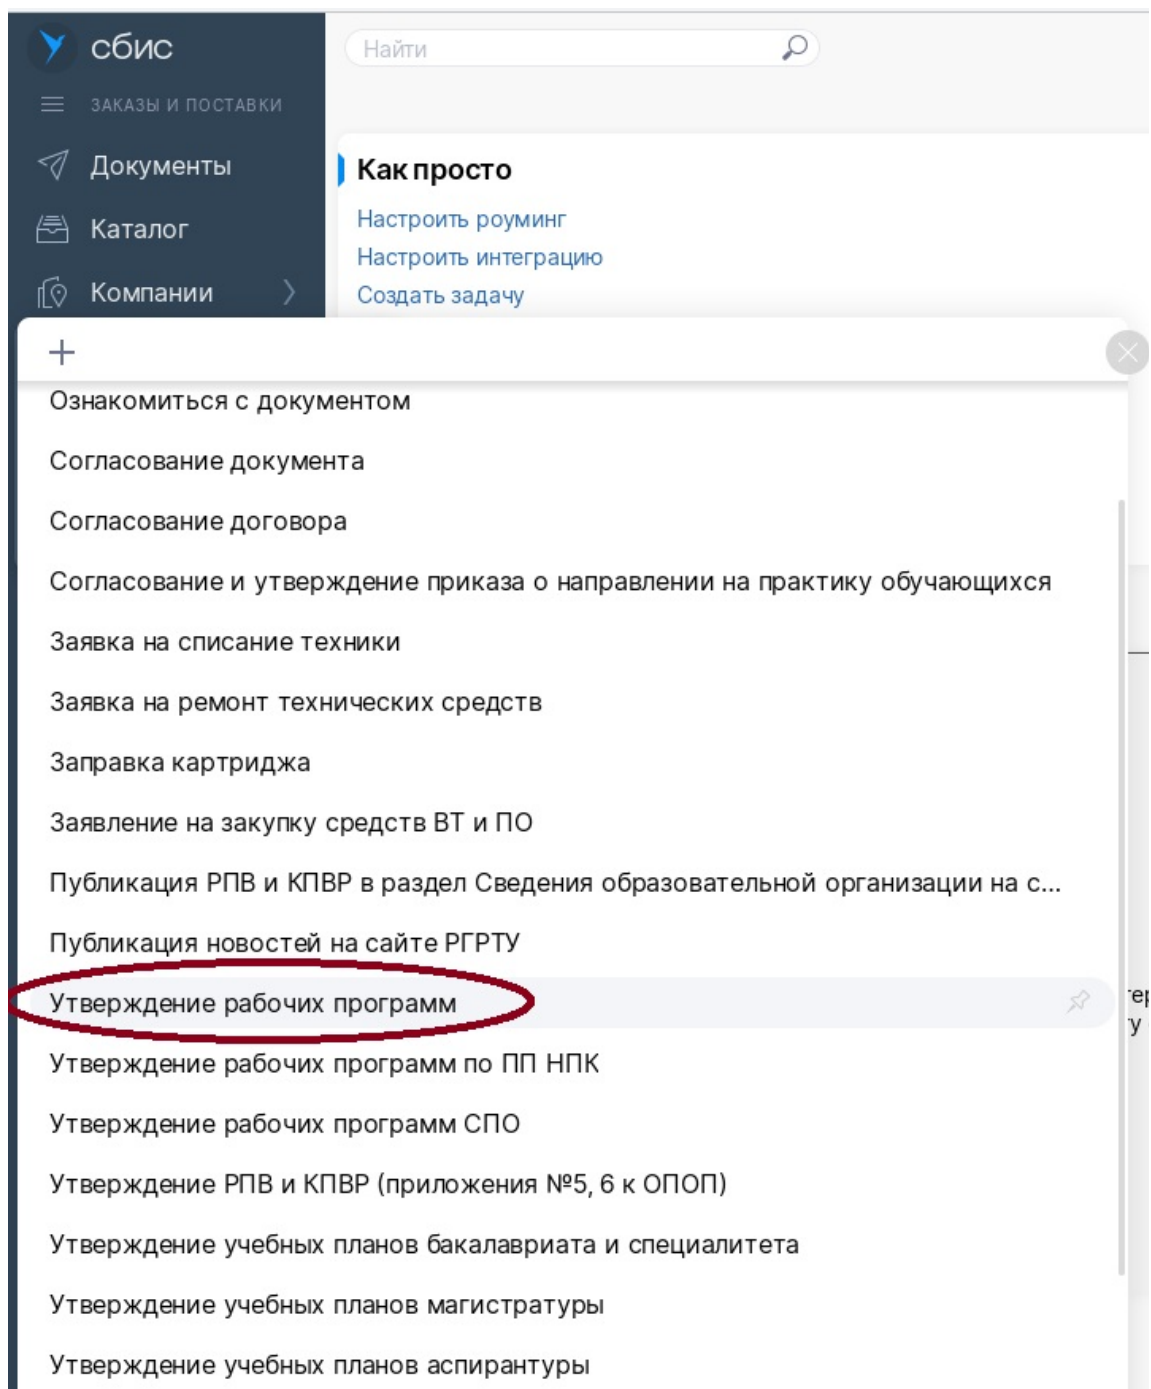 сбис
Найти
ЗАКАЗЫ И ПОСТАВКИ
Документы
Как просто
Настроить роуминг
Каталог
Настроить интеграцию
Компании
Создать задачу
Ознакомиться с документом
Согласование документа
Согласование договора
Согласование и утверждение приказа о направлении на практику обучающихся
Заявка на списание техники
Заявка на ремонт технических средств
Заправка картриджа
Заявление на закупку средств ВТ и ПО
Публикация РПВ и КПВР в раздел Сведения образовательной организации на с...
Публикация новостей на сайте РГРТУ
Утверждение рабочих программ
Утверждение рабочих программ по ПП НПК
Утверждение рабочих программ СПО
Утверждение РПВ и КПВР (приложения №5, 6 к ОПОП)
Утверждение учебных планов бакалавриата и специалитета
Утверждение учебных планов магистратуры
Утверждение учебных планов аспирантуры